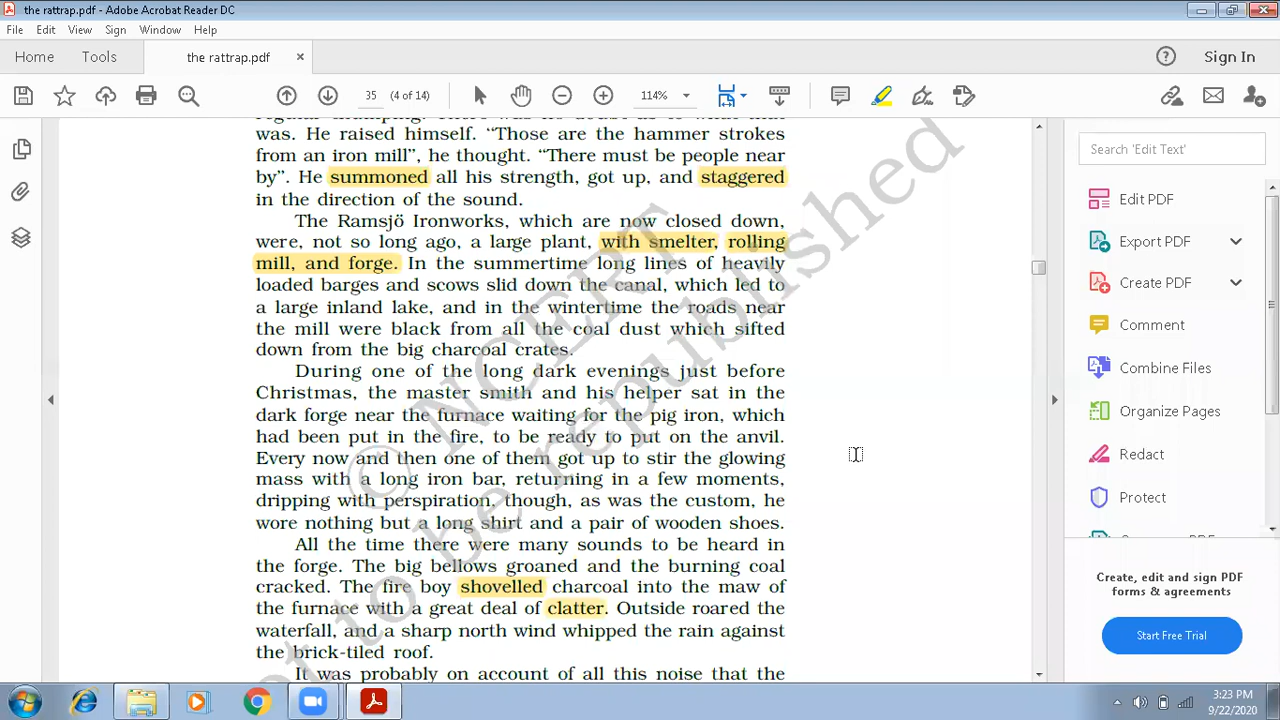 the rattrap.pdf - Adobe Acrobat Reader DC
File Edit View Sign Window Help
Home Tools the rattrap.pdf × Sign In
35 (4 of 14) 114%
was. He raised himself. “Those are the hammer strokes
from an iron mill”, he thought. “There must be people near
by”. He summoned all his strength, got up, and staggered
in the direction of the sound.
The Ramsjö Ironworks, which are now closed down,
were, not so long ago, a large plant, with smelter, rolling
mill, and forge. In the summertime long lines of heavily
loaded barges and scows slid down the canal, which led to
a large inland lake, and in the wintertime the roads near
the mill were black from all the coal dust which sifted
down from the big charcoal crates.
During one of the long dark evenings just before
Christmas, the master smith and his helper sat in the
dark forge near the furnace waiting for the pig iron, which
had been put in the fire, to be ready to put on the anvil.
Every now and then one of them got up to stir the glowing
mass with a long iron bar, returning in a few moments,
dripping with perspiration, though, as was the custom, he
wore nothing but a long shirt and a pair of wooden shoes.
All the time there were many sounds to be heard in
the forge. The big bellows groaned and the burning coal
cracked. The fire boy shovelled charcoal into the maw of
the furnace with a great deal of clatter. Outside roared the
waterfall, and a sharp north wind whipped the rain against
the brick-tiled roof.
It was probably on account of all this noise that the
© NCERT
not to be republished
Search 'Edit Text'
Edit PDF
Export PDF
Create PDF
Comment
Combine Files
Organize Pages
Redact
Protect
Create, edit and sign PDF
forms & agreements
Start Free Trial
3:23 PM
9/22/2020